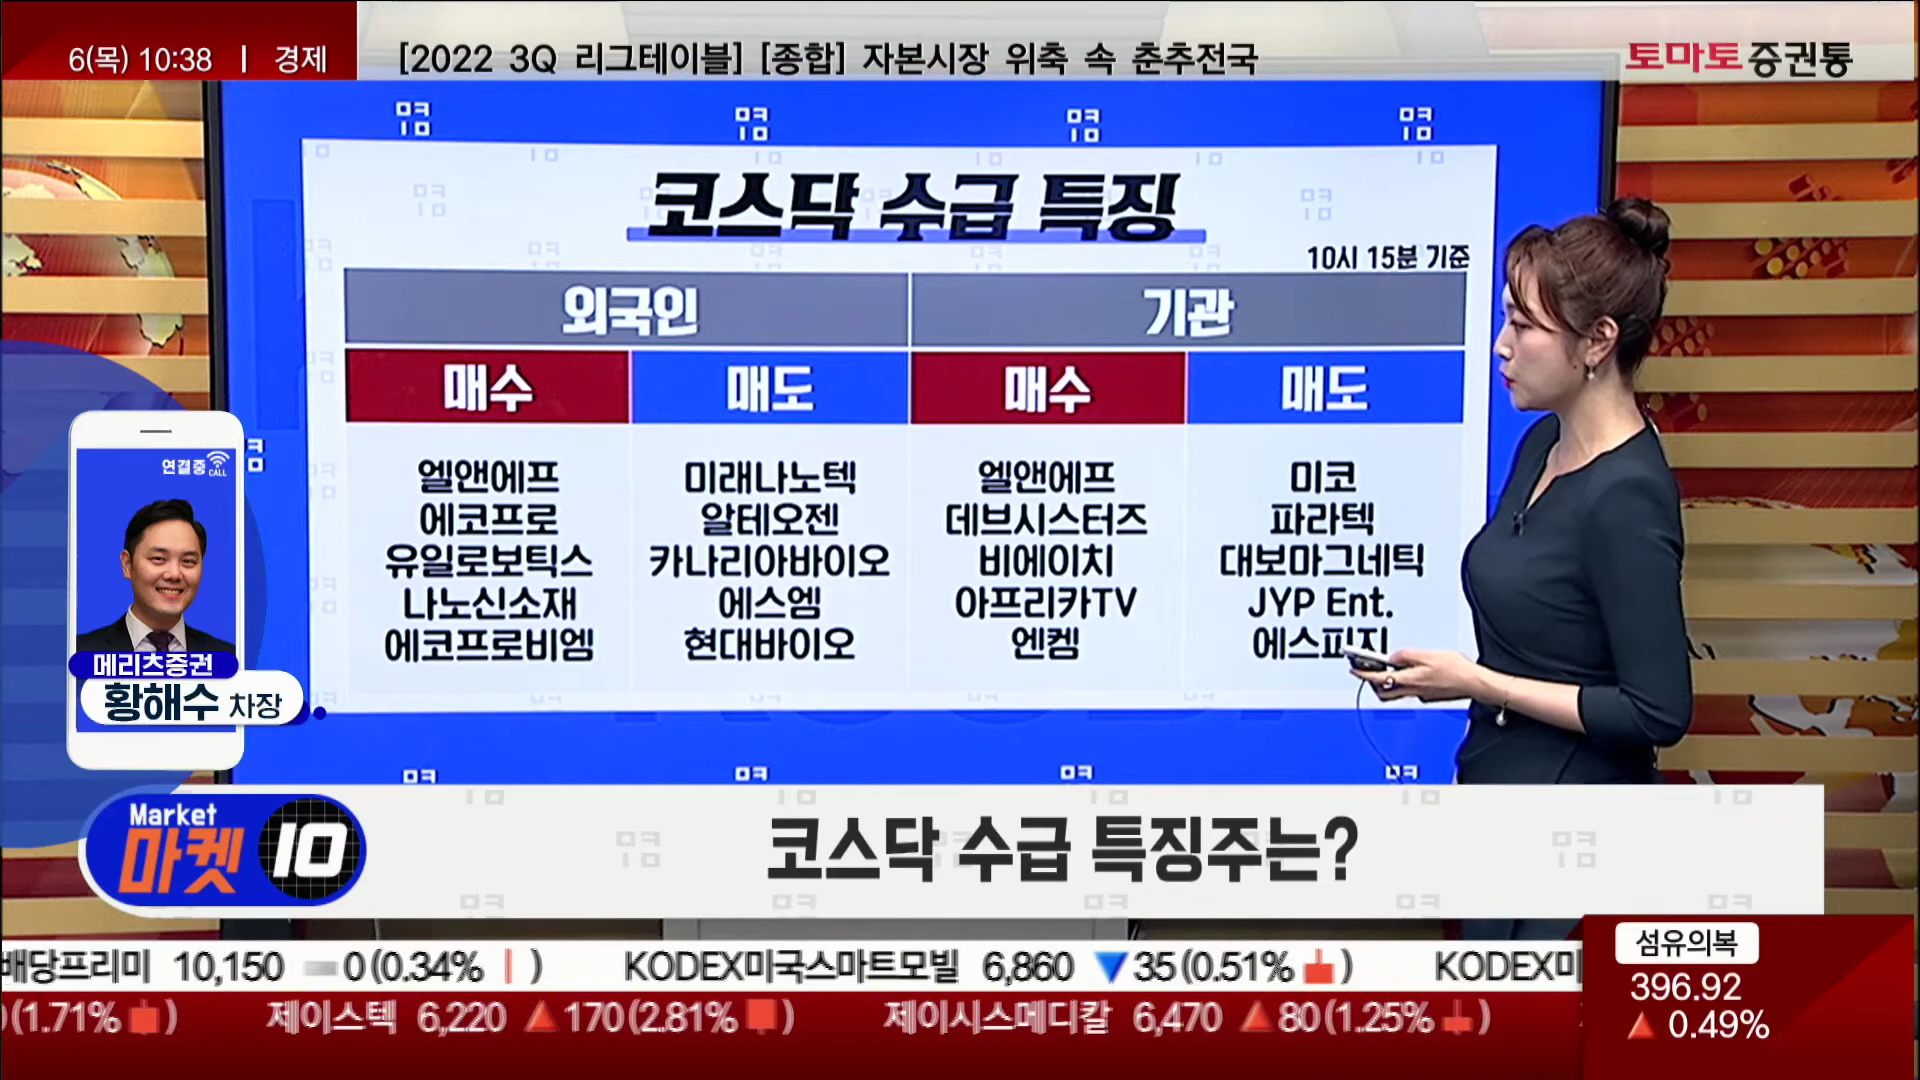 6(목) 10:38 | 경제
[2022 3Q 리그테이블] [종합] 자본시장 위축 속 춘추전국
토마토증권통
코스닥 수급 특징
10시 15분 기준
외국인 기관
매수 매도 매수 매도
엘앤에프 미래나노텍 엘앤에프 미코
에코프로 알테오젠 데브시스터즈 파라텍
유일로보틱스 카나리아바이오 비에이치 대보마그네틱
나노신소재 에스엠 아프리카TV JYP Ent.
에코프로비엠 현대바이오 엔켐 에스피지
연결중 CALL
메리츠증권
황해수 차장
Market
마켓 10
코스닥 수급 특징주는?
배당프리미 10,150 0(0.34% ) KODEX미국스마트모빌 6,860 ▼35(0.51% ) KODEX미
0(1.71% ) 제이스텍 6,220 ▲170(2.81% ) 제이시스메디칼 6,470 ▲80(1.25% )
섬유의복
396.92
▲ 0.49%